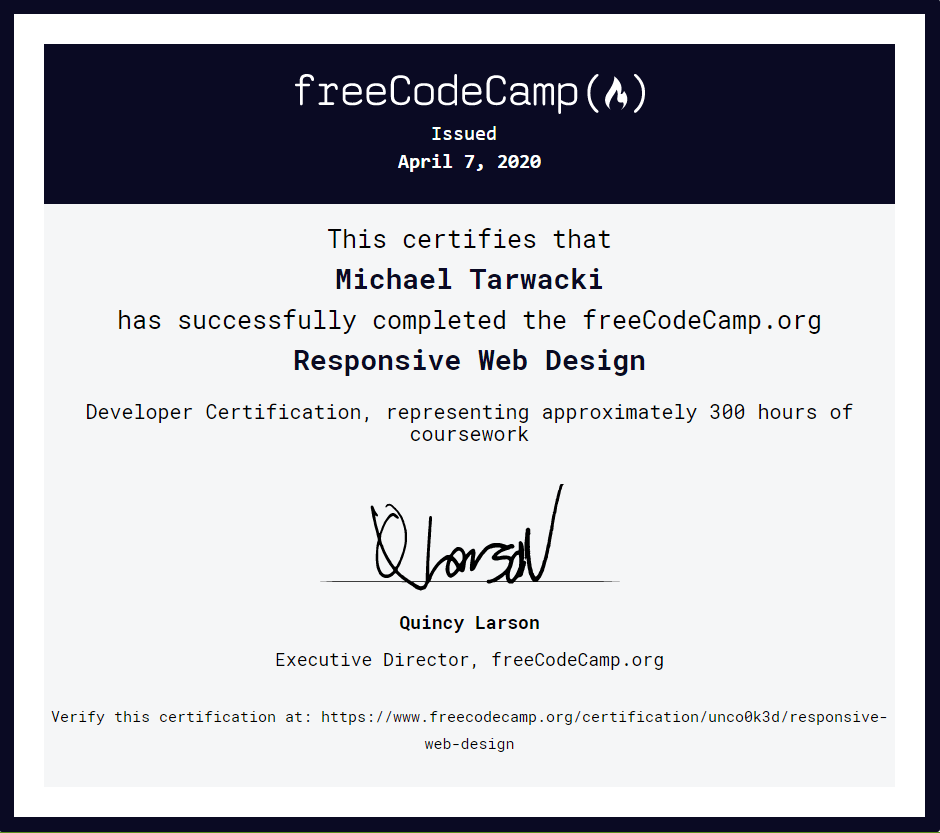 freeCodeCamp(🔥)
Issued
April 7, 2020
This certifies that
Michael Tarwacki
has successfully completed the freeCodeCamp.org
Responsive Web Design
Developer Certification, representing approximately 300 hours of
coursework
QLarson
Quincy Larson
Executive Director, freeCodeCamp.org
Verify this certification at: https://www.freecodecamp.org/certification/unco0k3d/responsive-
web-design